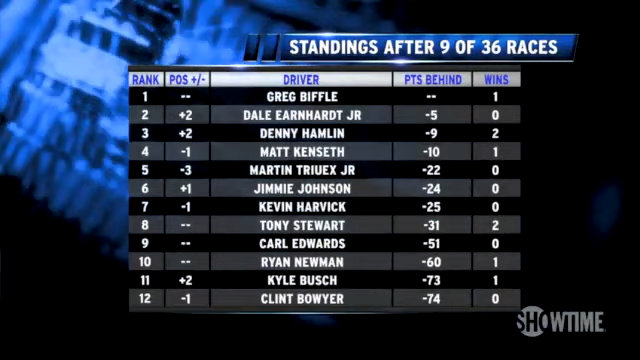 STANDINGS AFTER 9 OF 36 RACES
RANK POS +/- DRIVER PTS BEHIND WINS
1 -- GREG BIFFLE -- 1
2 +2 DALE EARNHARDT JR -5 0
3 +2 DENNY HAMLIN -9 2
4 -1 MATT KENSETH -10 1
5 -3 MARTIN TRIUEX JR -22 0
6 +1 JIMMIE JOHNSON -24 0
7 -1 KEVIN HARVICK -25 0
8 -- TONY STEWART -31 2
9 -- CARL EDWARDS -51 0
10 -- RYAN NEWMAN -60 1
11 +2 KYLE BUSCH -73 1
12 -1 CLINT BOWYER -74 0
SHOWTIME